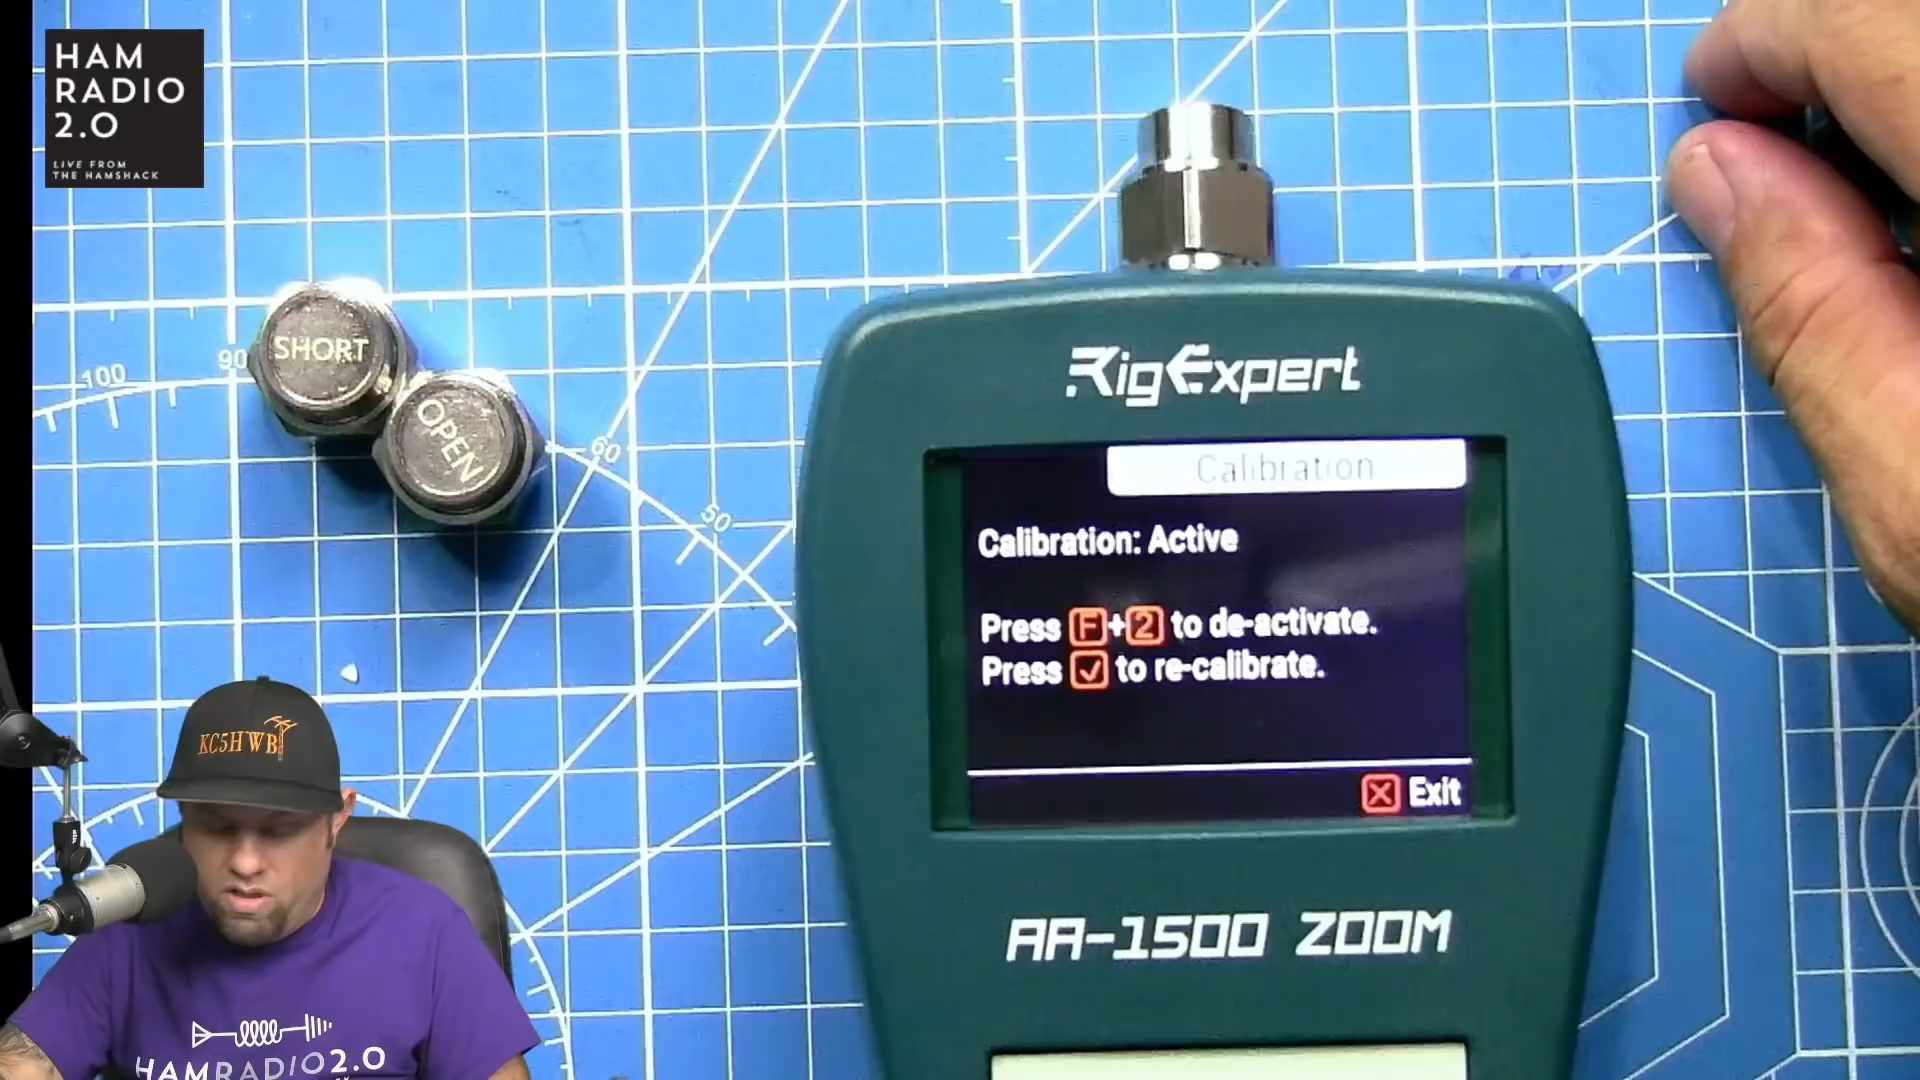 HAM
RADIO
2.0
LIVE FROM
THE HAMSHACK
SHORT
OPEN
100
90
60
50
RigExpert
Calibration
Calibration: Active
Press F+2 to de-activate.
Press ✓ to re-calibrate.
X Exit
AA-1500 ZOOM
KC5HWB
HAMRADIO2.0